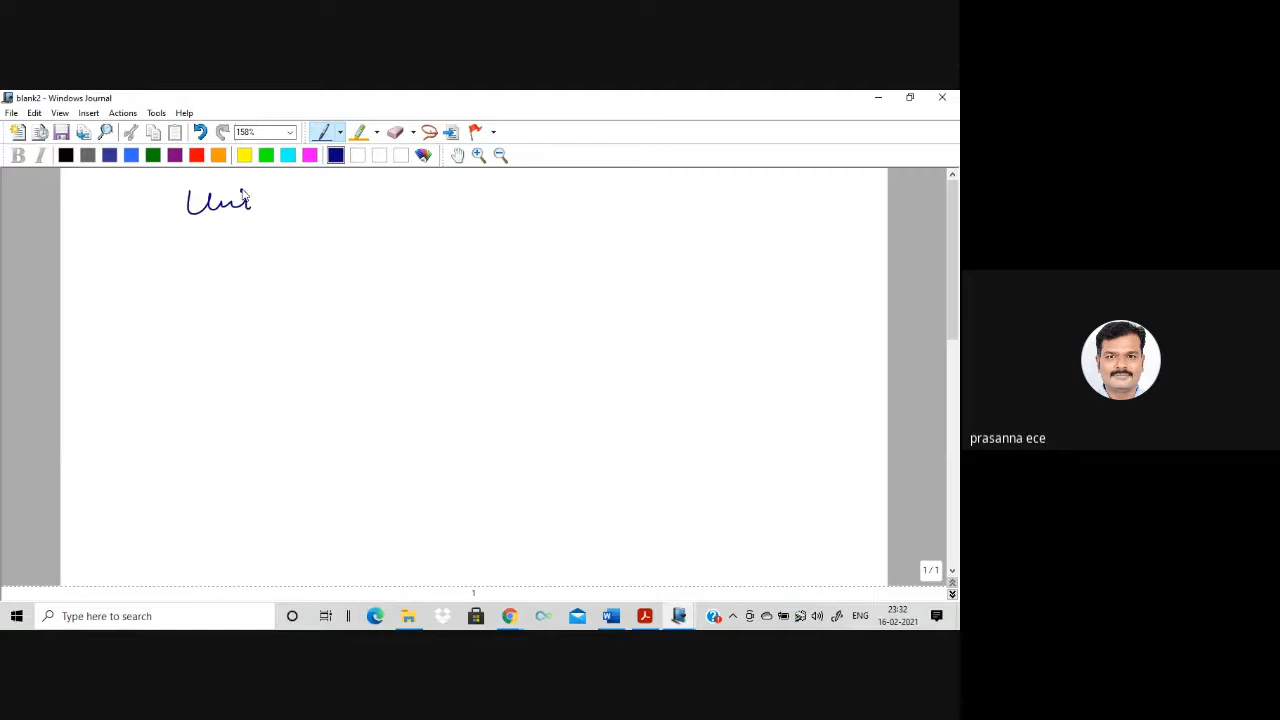 blank2 - Windows Journal
File Edit View Insert Actions Tools Help
158%
B I
Uni
prasanna ece
1 / 1
1
Type here to search
ENG
23:32
16-02-2021